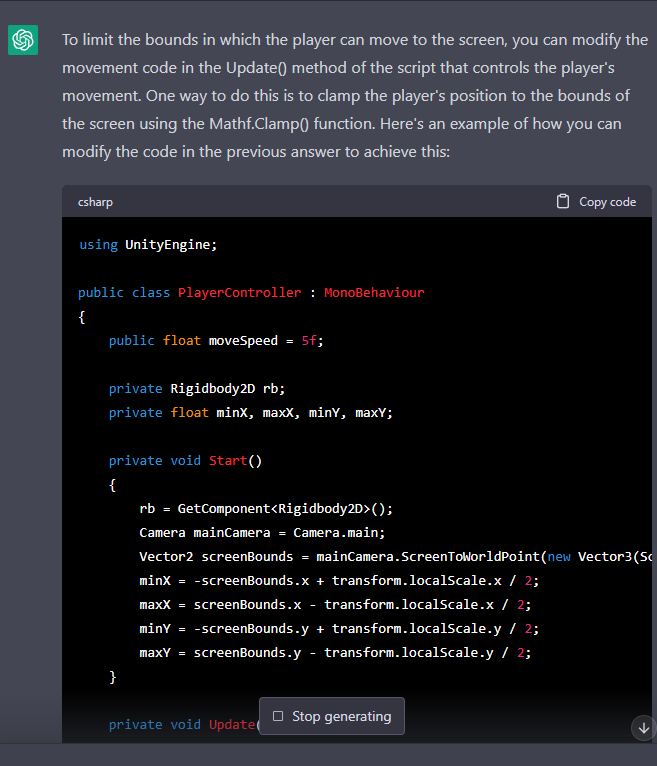 To limit the bounds in which the player can move to the screen, you can modify the
movement code in the Update() method of the script that controls the player's
movement. One way to do this is to clamp the player's position to the bounds of
the screen using the Mathf.Clamp() function. Here's an example of how you can
modify the code in the previous answer to achieve this:
csharp
Copy code
using UnityEngine;
public class PlayerController : MonoBehaviour
{
public float moveSpeed = 5f;
private Rigidbody2D rb;
private float minX, maxX, minY, maxY;
private void Start()
{
rb = GetComponent<Rigidbody2D>();
Camera mainCamera = Camera.main;
Vector2 screenBounds = mainCamera.ScreenToWorldPoint(new Vector3(Sc
minX = -screenBounds.x + transform.localScale.x / 2;
maxX = screenBounds.x - transform.localScale.x / 2;
minY = -screenBounds.y + transform.localScale.y / 2;
maxY = screenBounds.y - transform.localScale.y / 2;
}
private void Update(
Stop generating